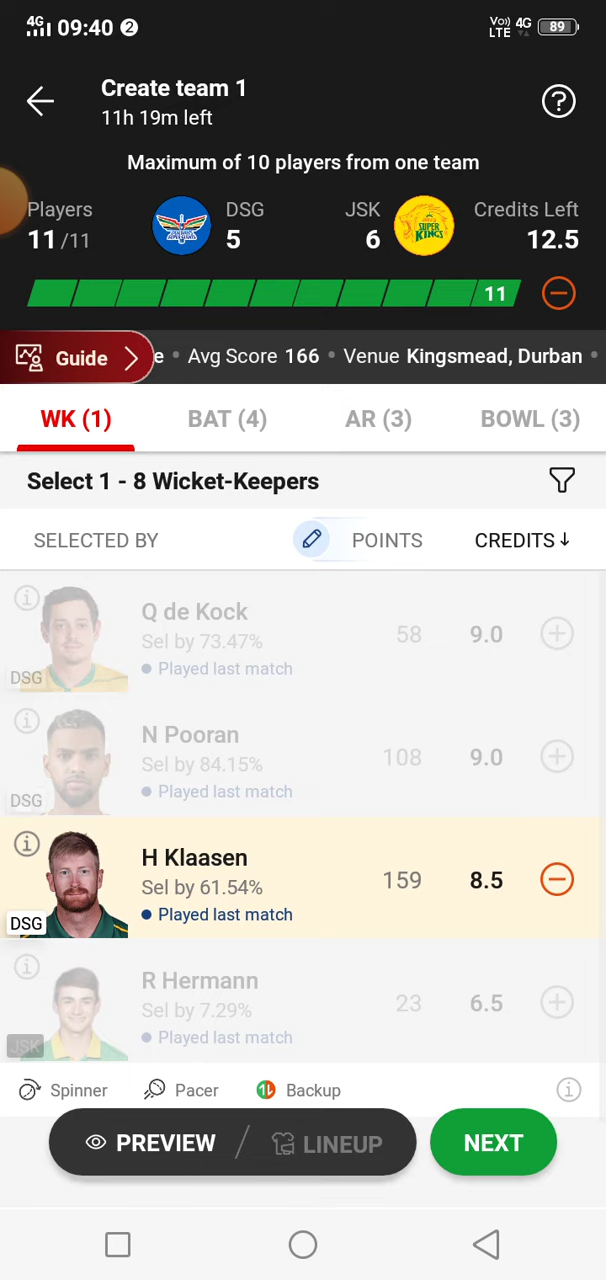 4G 09:40 2 Vo) LTE 4G 89
Create team 1
11h 19m left
?
Maximum of 10 players from one team
Players DSG JSK Credits Left
11/11 5 6 12.5
SUPER KINGS
11
Guide e • Avg Score 166 • Venue Kingsmead, Durban •
WK (1) BAT (4) AR (3) BOWL (3)
Select 1 - 8 Wicket-Keepers
SELECTED BY POINTS CREDITS↓
i
Q de Kock
Sel by 73.47% 58 9.0
DSG • Played last match
i
N Pooran
Sel by 84.15% 108 9.0
DSG • Played last match
i
H Klaasen
Sel by 61.54% 159 8.5
DSG • Played last match
i
R Hermann
Sel by 7.29% 23 6.5
JSK • Played last match
Spinner Pacer Backup i
PREVIEW / LINEUP NEXT